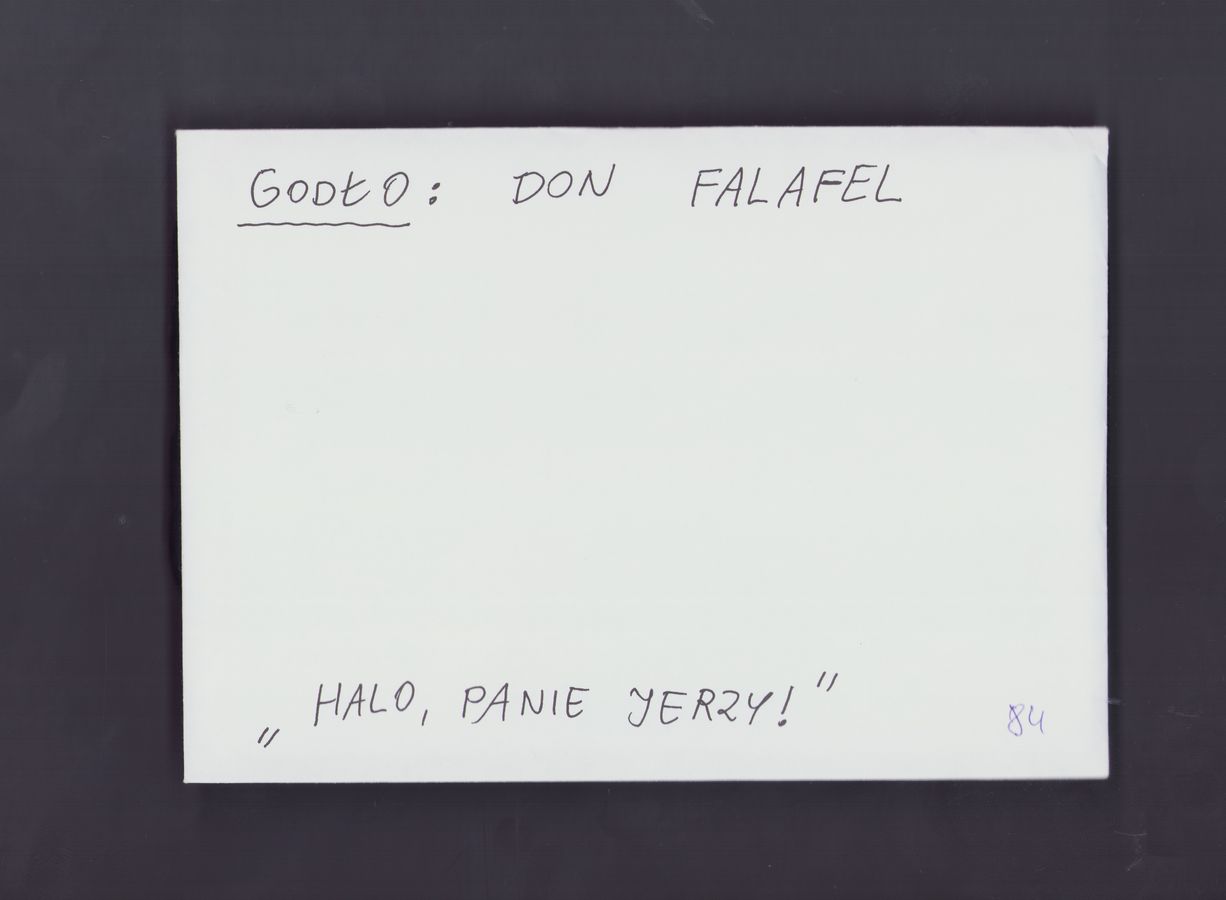 GODŁO: DON FALAFEL
„HALO, PANIE JERZY!”
84